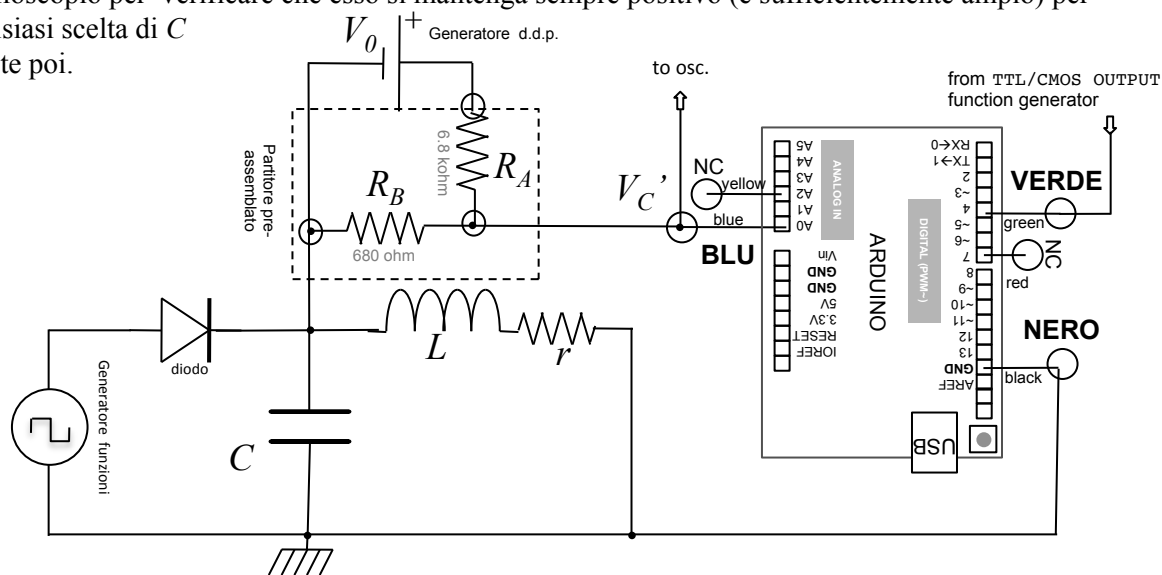 noscopio per verificare che esso si mantenga sempre positivo (e sufficientemente ampio) per
siasi scelta di C
te poi.
V0
+
Generatore d.d.p.
to osc.
from TTL/CMOS OUTPUT
function generator
Partitore pre-
assemblato
6.8 kohm
RA
RB
680 ohm
VC’
NC
yellow
blue
BLU
A5
A4
A3
A2
A1
A0
ANALOG IN
Vin
GND
GND
5V
3.3V
RESET
IOREF
ARDUINO
DIGITAL (PWM~)
RX→0
TX→1
2
~3
4
~5
~6
7
8
~9
~10
~11
12
13
GND
AREF
USB
VERDE
green
NC
red
NERO
black
diodo
L
r
C
Generatore funzioni